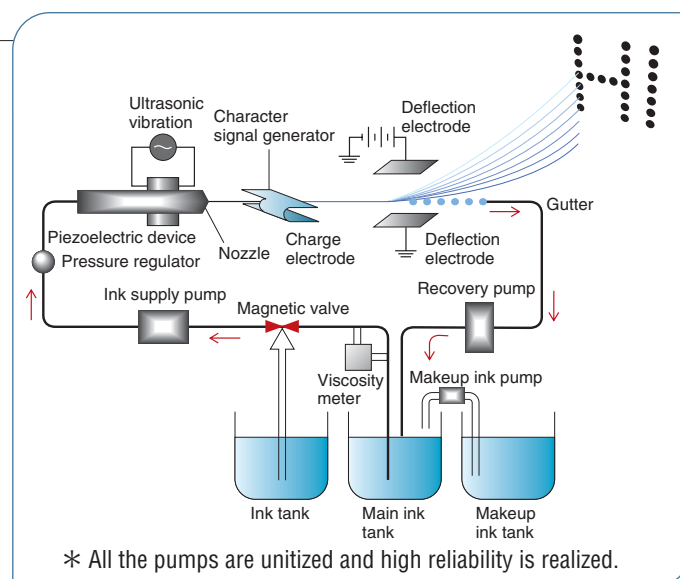 Ultrasonic
vibration
Character
signal generator
Deflection
electrode
HI
Gutter
Piezoelectric device
Nozzle
Charge
electrode
Deflection
electrode
Pressure regulator
Ink supply pump
Magnetic valve
Recovery pump
Viscosity
meter
Makeup ink pump
Ink tank
Main ink
tank
Makeup
ink tank
* All the pumps are unitized and high reliability is realized.